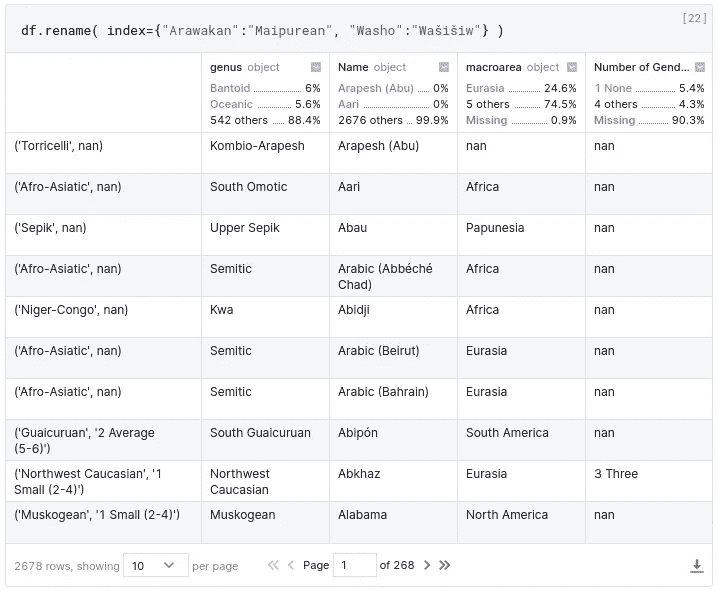 [22]
df.rename( index={"Arawakan":"Maipurean", "Washo":"Wašišiw"} )
genus object Name object macroarea object Number of Gend...
Bantoid 6% Arapesh (Abu) 0% Eurasia 24.6% 1 None 5.4%
Oceanic 5.6% Aari 0% 5 others 74.5% 4 others 4.3%
542 others 88.4% 2676 others 99.9% Missing 0.9% Missing 90.3%
('Torricelli', nan) Kombio-Arapesh Arapesh (Abu) nan nan
('Afro-Asiatic', nan) South Omotic Aari Africa nan
('Sepik', nan) Upper Sepik Abau Papunesia nan
('Afro-Asiatic', nan) Semitic Arabic (Abbéché Africa nan
Chad)
('Niger-Congo', nan) Kwa Abidji Africa nan
('Afro-Asiatic', nan) Semitic Arabic (Beirut) Eurasia nan
('Afro-Asiatic', nan) Semitic Arabic (Bahrain) Eurasia nan
('Guaicuruan', '2 Average South Guaicuruan Abipón South America nan
(5-6)')
('Northwest Caucasian', '1 Northwest Abkhaz Eurasia 3 Three
Small (2-4)') Caucasian
('Muskogean', '1 Small (2-4)') Muskogean Alabama North America nan
2678 rows, showing 10 per page Page 1 of 268